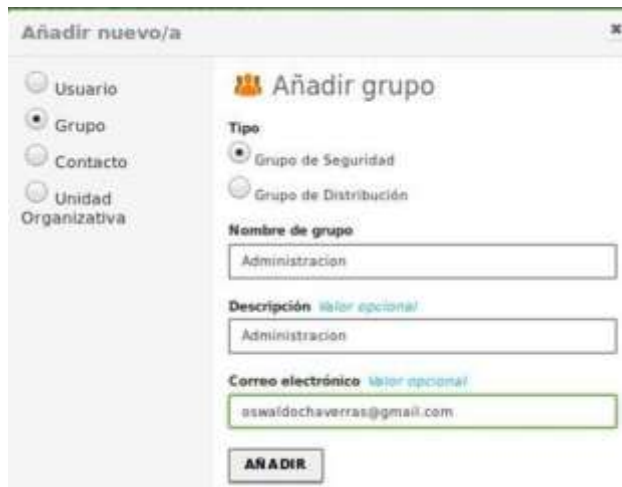 Añadir nuevo/a
Usuario
Grupo
Contacto
Unidad
Organizativa
Añadir grupo
Tipo
Grupo de Seguridad
Grupo de Distribución
Nombre de grupo
Administracion
Descripción Valor opcional
Administracion
Correo electrónico Valor opcional
oswaldochaverras@gmail.com
AÑADIR